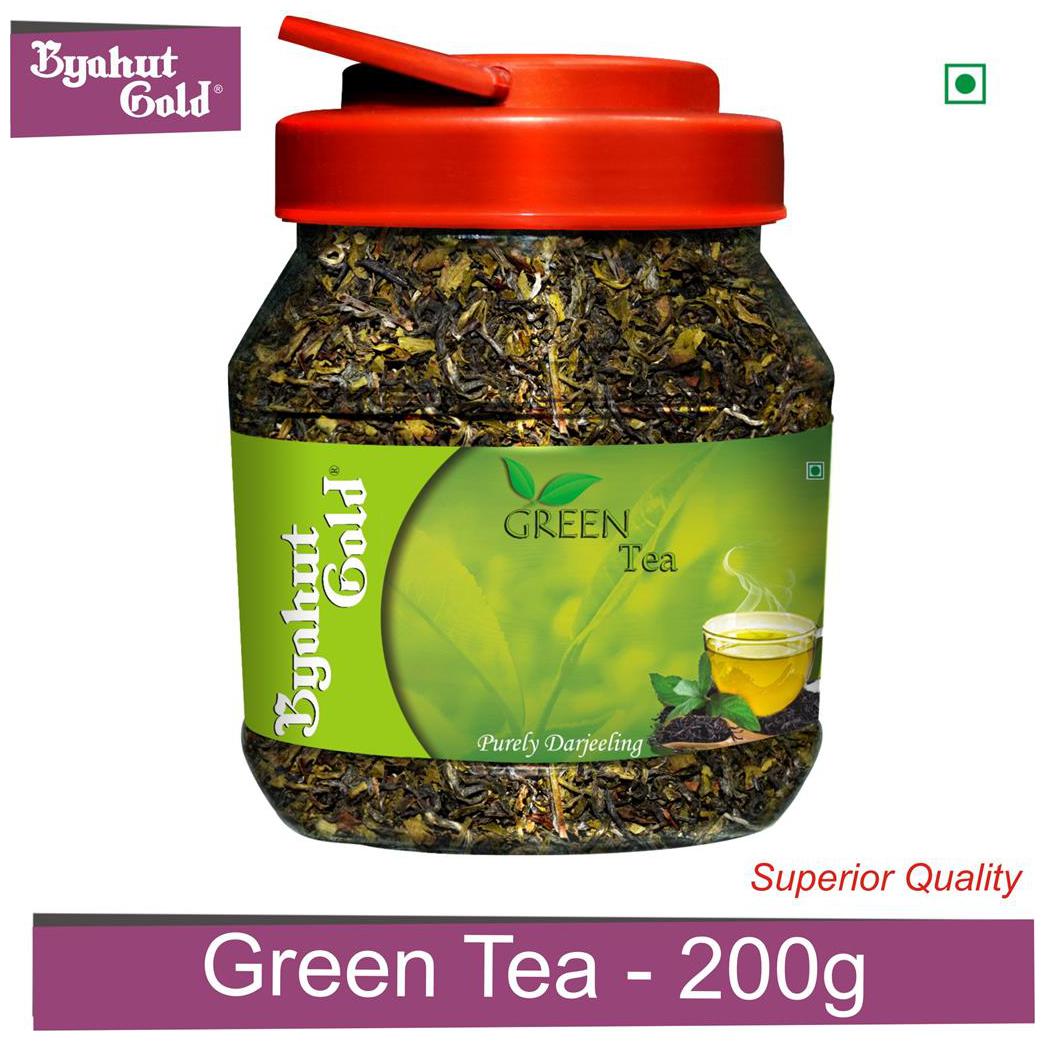 Byahut
Gold®
Byahut
Gold®
GREEN
Tea
Purely Darjeeling
Superior Quality
Green Tea - 200g